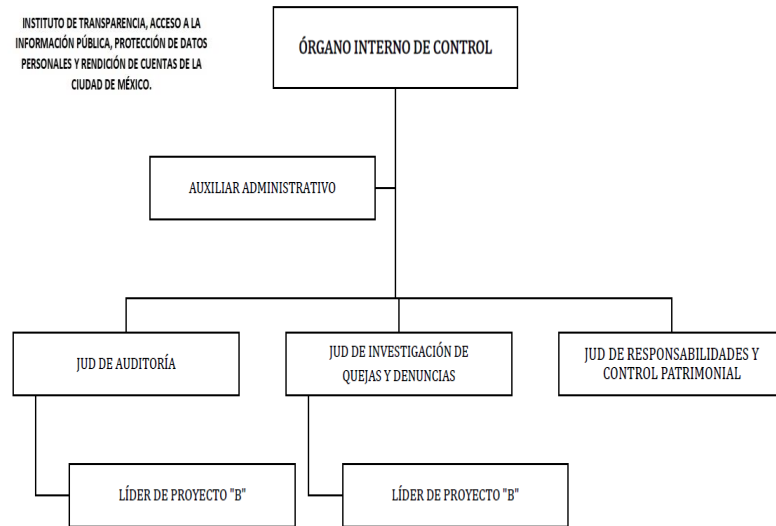 INSTITUTO DE TRANSPARENCIA, ACCESO A LA
INFORMACIÓN PÚBLICA, PROTECCIÓN DE DATOS
PERSONALES Y RENDICIÓN DE CUENTAS DE LA
CIUDAD DE MÉXICO.
ÓRGANO INTERNO DE CONTROL
AUXILIAR ADMINISTRATIVO
JUD DE AUDITORÍA
JUD DE INVESTIGACIÓN DE
QUEJAS Y DENUNCIAS
JUD DE RESPONSABILIDADES Y
CONTROL PATRIMONIAL
LÍDER DE PROYECTO "B"
LÍDER DE PROYECTO "B"